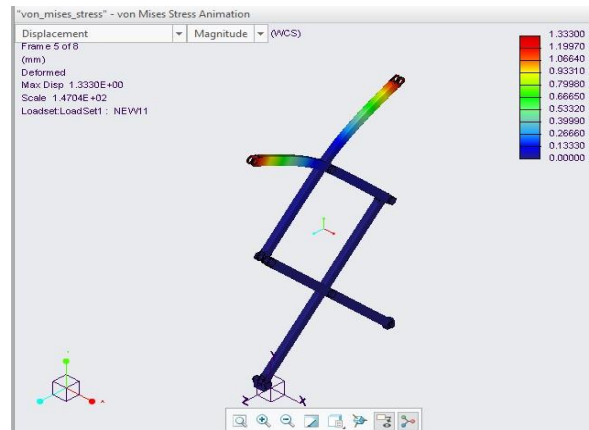 "von_mises_stress" - von Mises Stress Animation
Displacement Magnitude (WCS)
Frame 5 of 8
(mm)
Deformed
Max Disp 1.3330E+00
Scale 1.4704E+02
Loadset:LoadSet1 : NEW11
1.33300
1.19970
1.06640
0.93310
0.79980
0.66650
0.53320
0.39990
0.26660
0.13330
0.00000
Y
Z
X